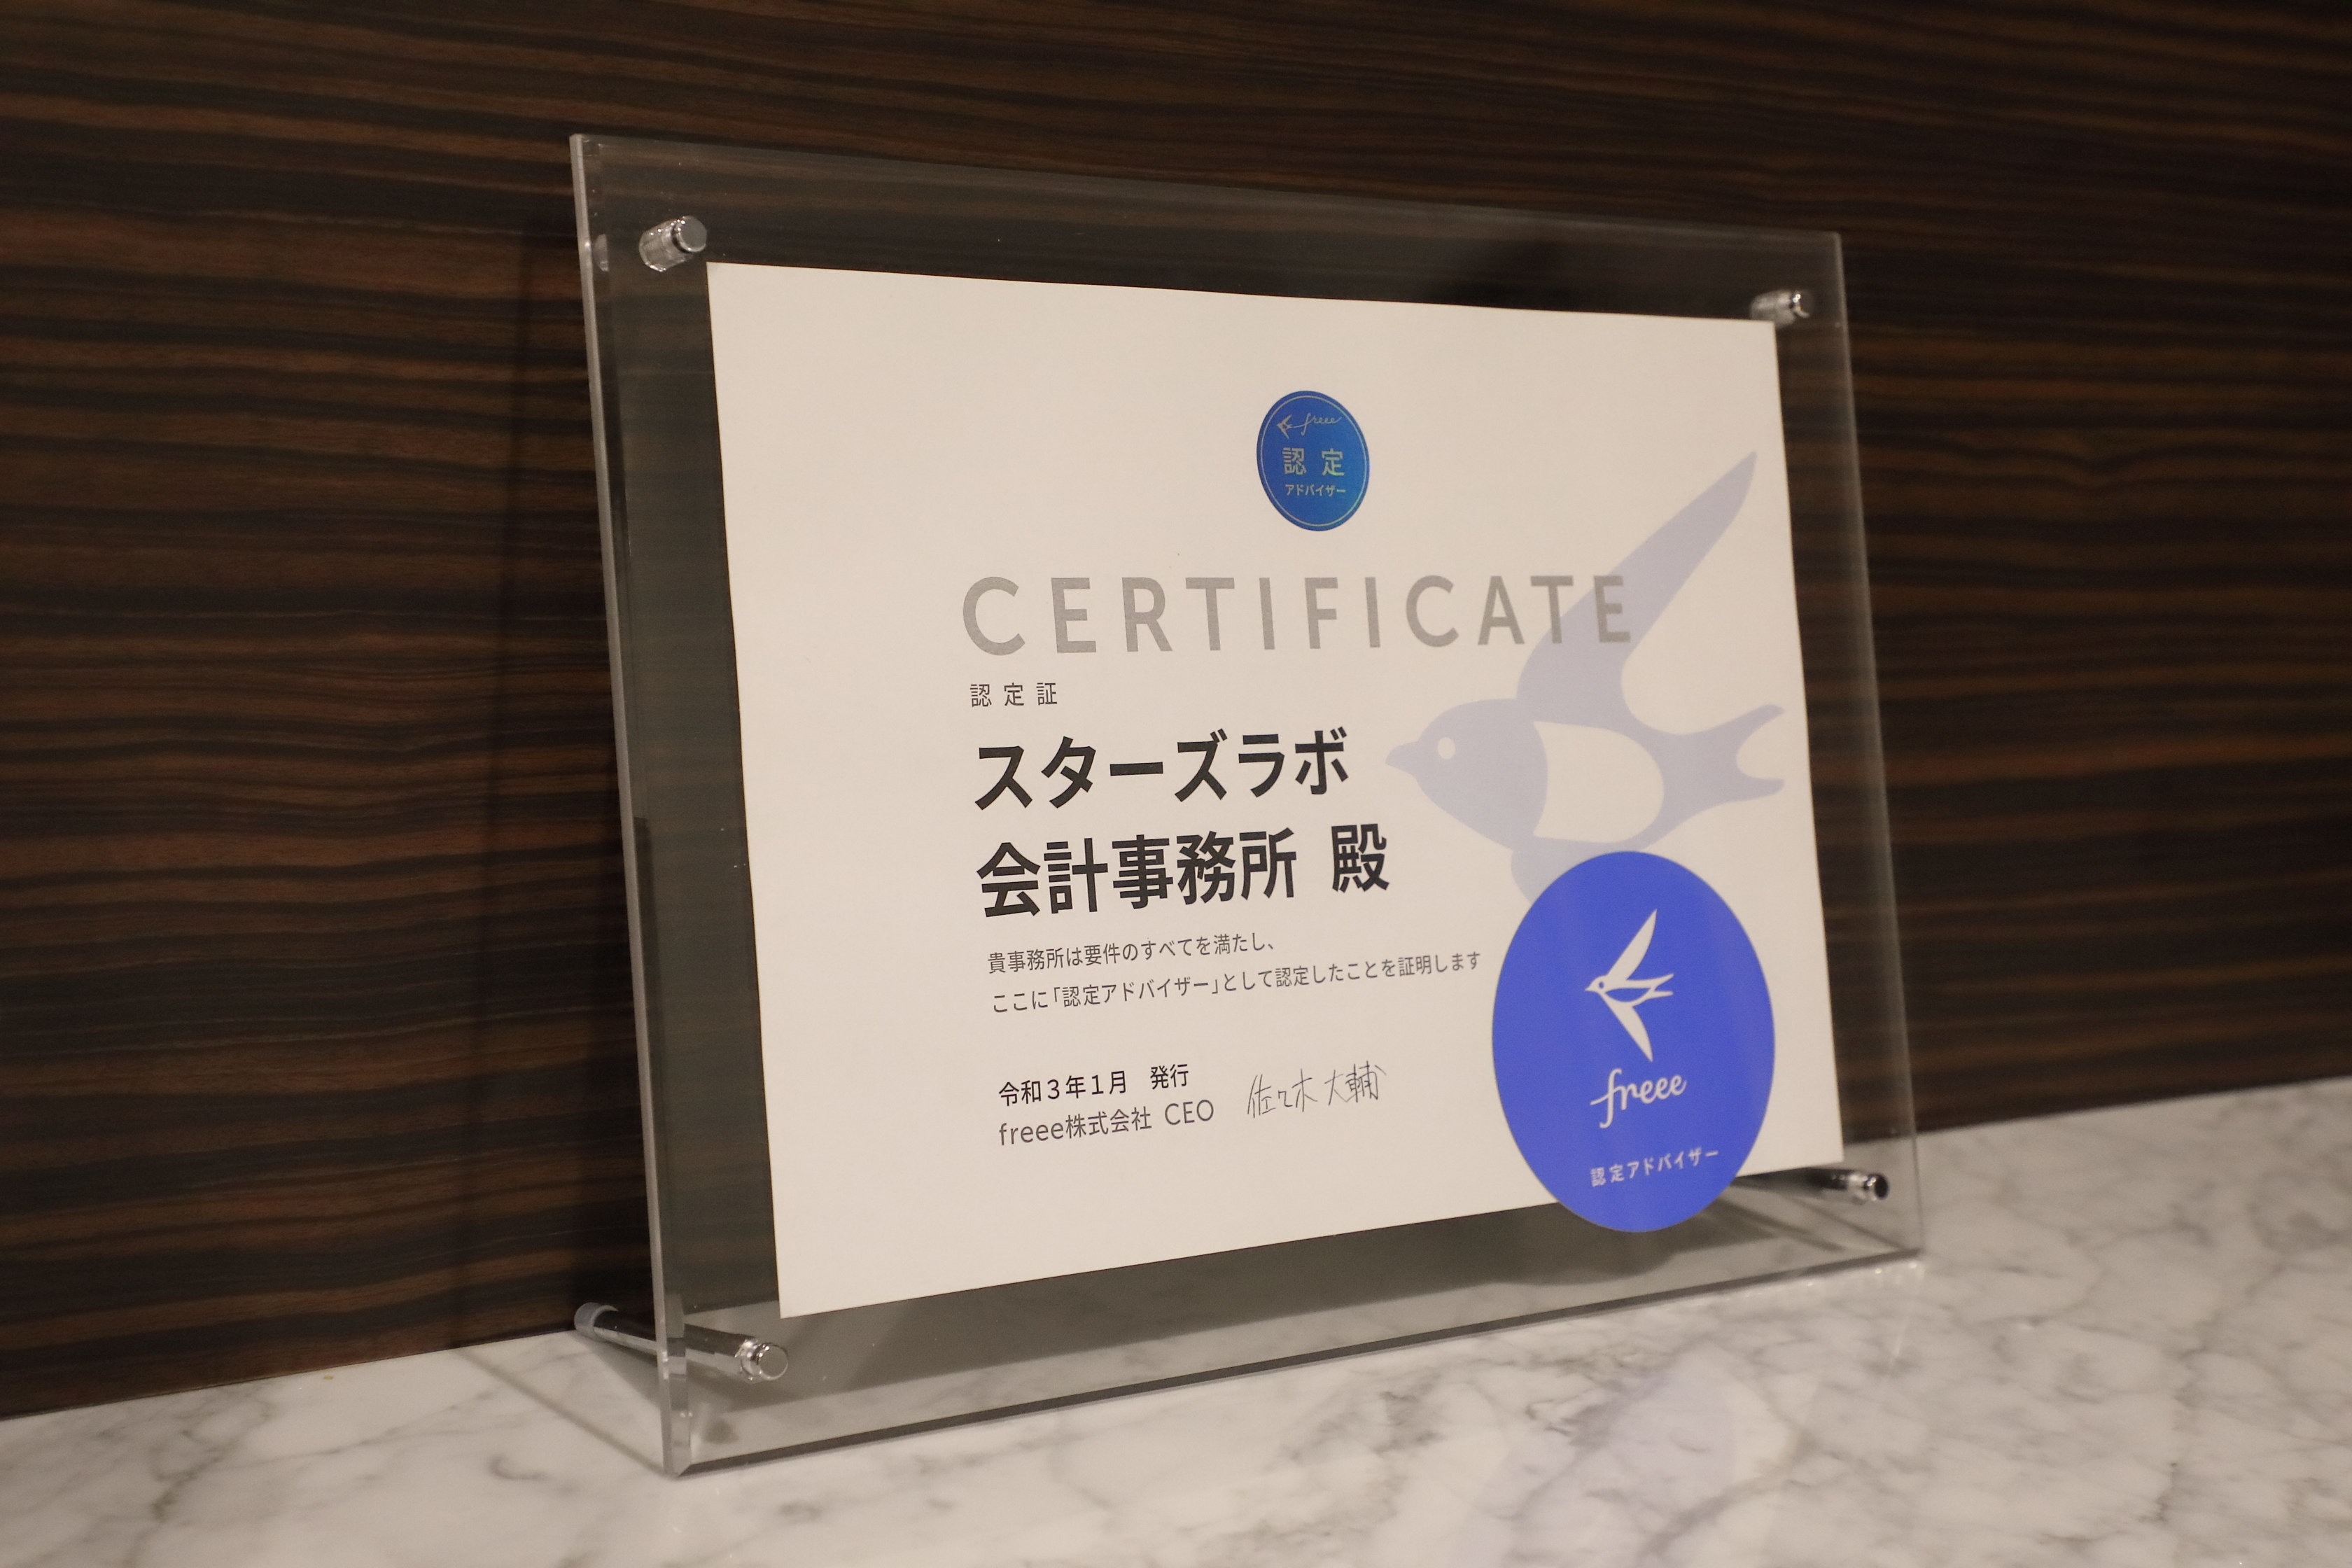 freee
認定
アドバイザー
CERTIFICATE
認定証
スターズラボ
会計事務所 殿
貴事務所は要件のすべてを満たし、
ここに「認定アドバイザー」として認定したことを証明します
令和3年1月 発行
freee株式会社 CEO 佐々木 大輔
freee
認定アドバイザー